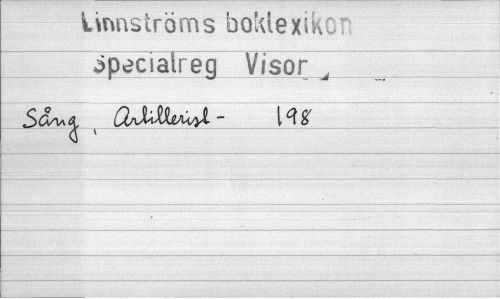 Linnströms boklexikon
Specialreg Visor
Sång, Artillerist- 198